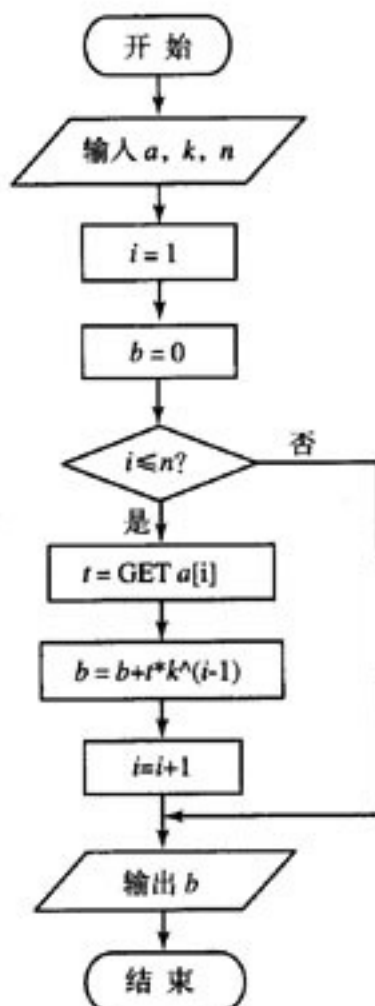 开始
输入 a, k, n
i = 1
b = 0
i≤n?
否
是
t = GET a[i]
b = b+t*k^(i-1)
i=i+1
输出 b
结束